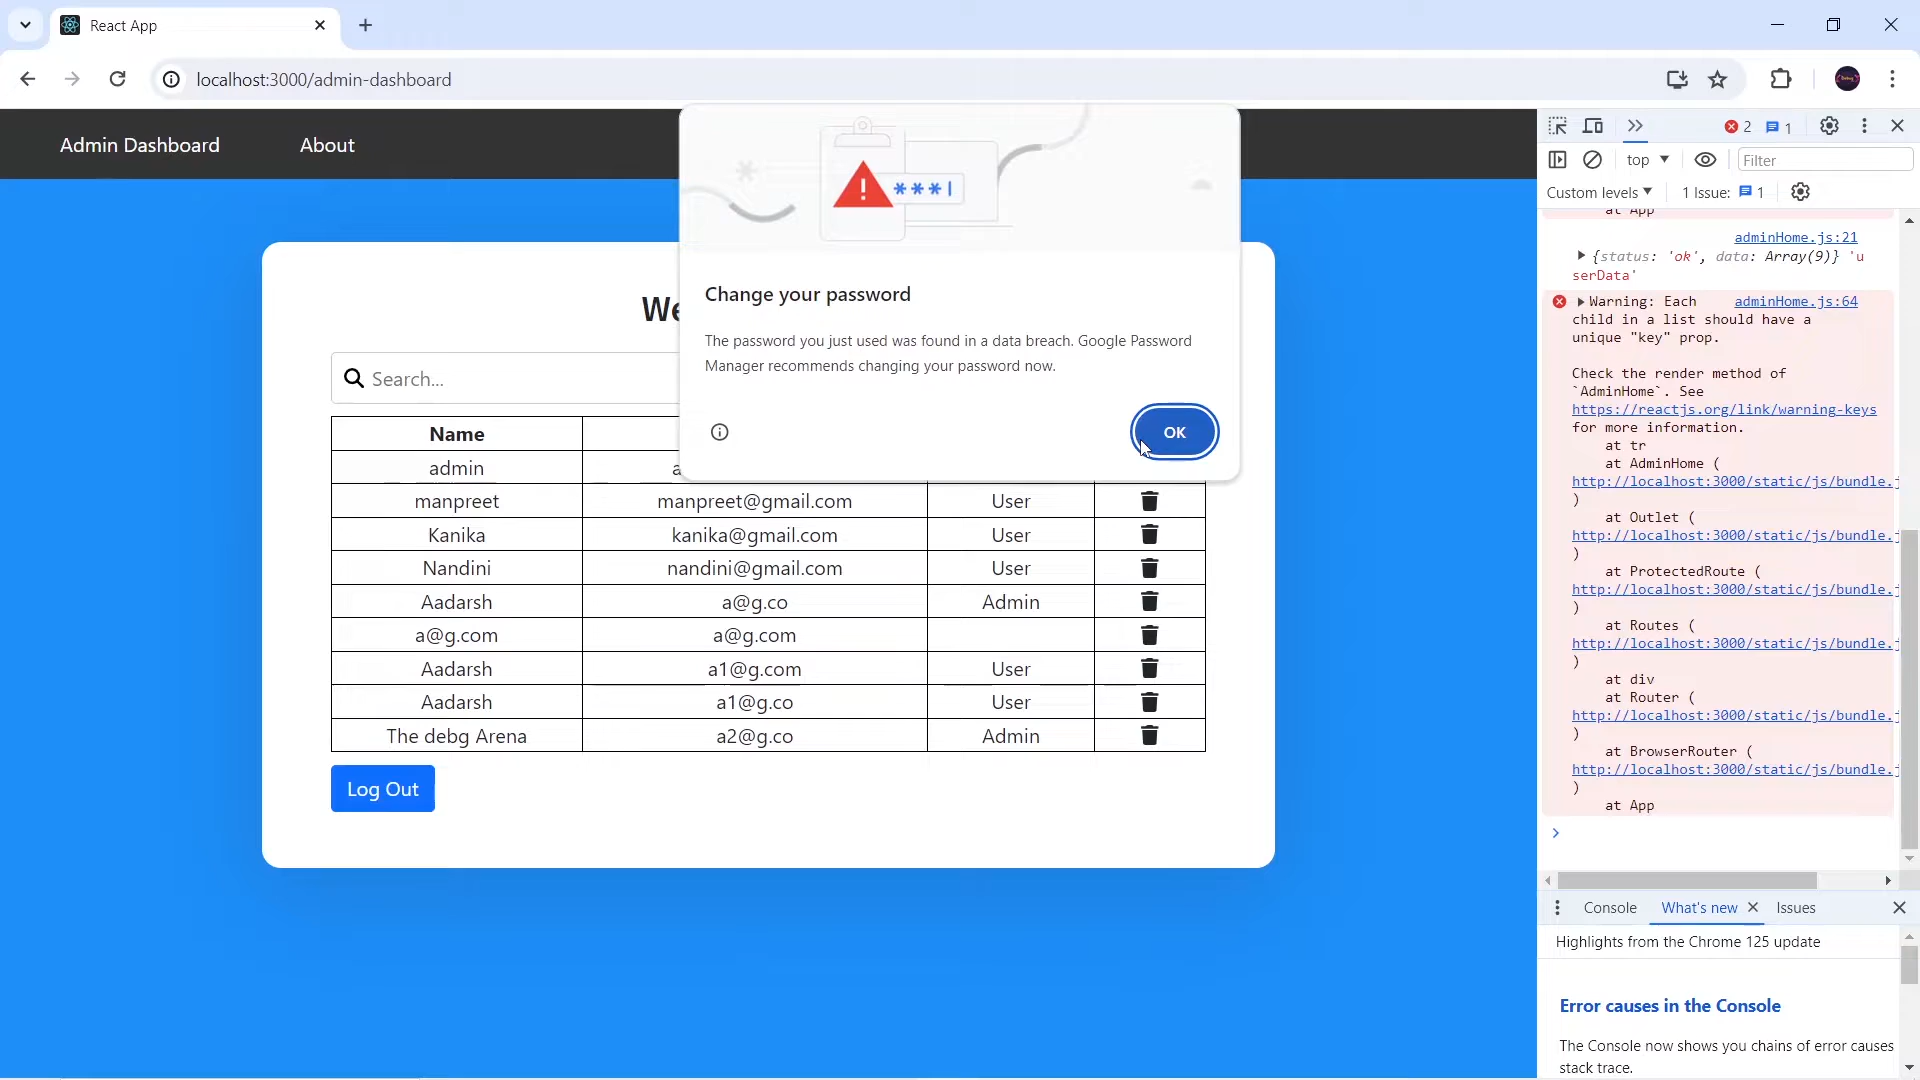 React App
localhost:3000/admin-dashboard
Admin Dashboard
About
***|
Change your password
The password you just used was found in a data breach. Google Password
Manager recommends changing your password now.
OK
Search...
Name
admin
manpreet manpreet@gmail.com User
Kanika kanika@gmail.com User
Nandini nandini@gmail.com User
Aadarsh a@g.co Admin
a@g.com a@g.com
Aadarsh a1@g.com User
Aadarsh a1@g.co User
The debg Arena a2@g.co Admin
Log Out
2 1
top Filter
Custom levels 1 Issue: 1
at App
adminHome.js:21
{status: 'ok', data: Array(9)} 'u
serData'
Warning: Each adminHome.js:64
child in a list should have a
unique "key" prop.
Check the render method of
`AdminHome`. See
https://reactjs.org/link/warning-keys
for more information.
at tr
at AdminHome (
http://localhost:3000/static/js/bundle.j
)
at Outlet (
http://localhost:3000/static/js/bundle.j
)
at ProtectedRoute (
http://localhost:3000/static/js/bundle.j
)
at Routes (
http://localhost:3000/static/js/bundle.j
)
at div
at Router (
http://localhost:3000/static/js/bundle.j
)
at BrowserRouter (
http://localhost:3000/static/js/bundle.j
)
at App
Console What's new Issues
Highlights from the Chrome 125 update
Error causes in the Console
The Console now shows you chains of error causes
stack trace.